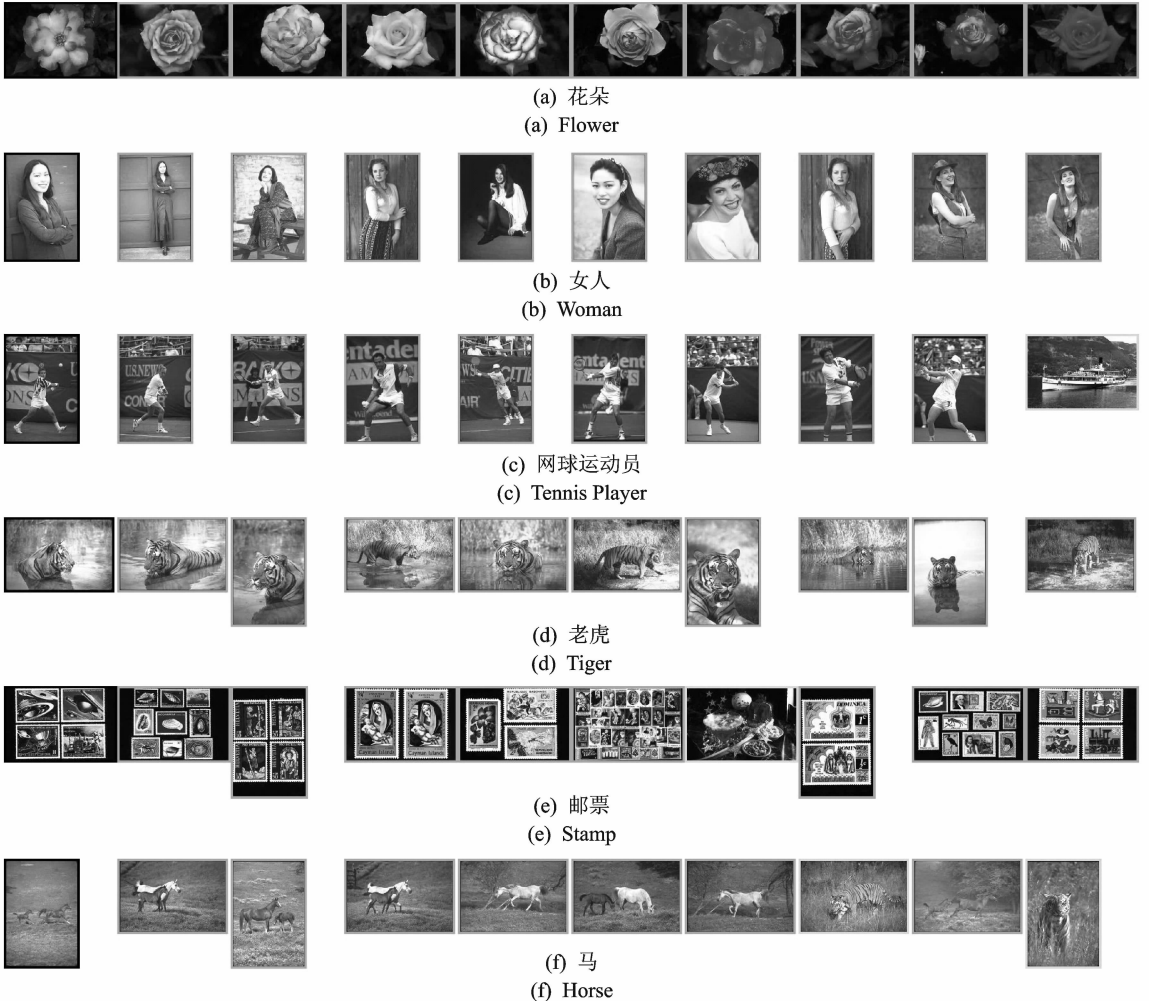 (a) 花朵
(a) Flower
(b) 女人
(b) Woman
(c) 网球运动员
(c) Tennis Player
(d) 老虎
(d) Tiger
(e) 邮票
(e) Stamp
(f) 马
(f) Horse